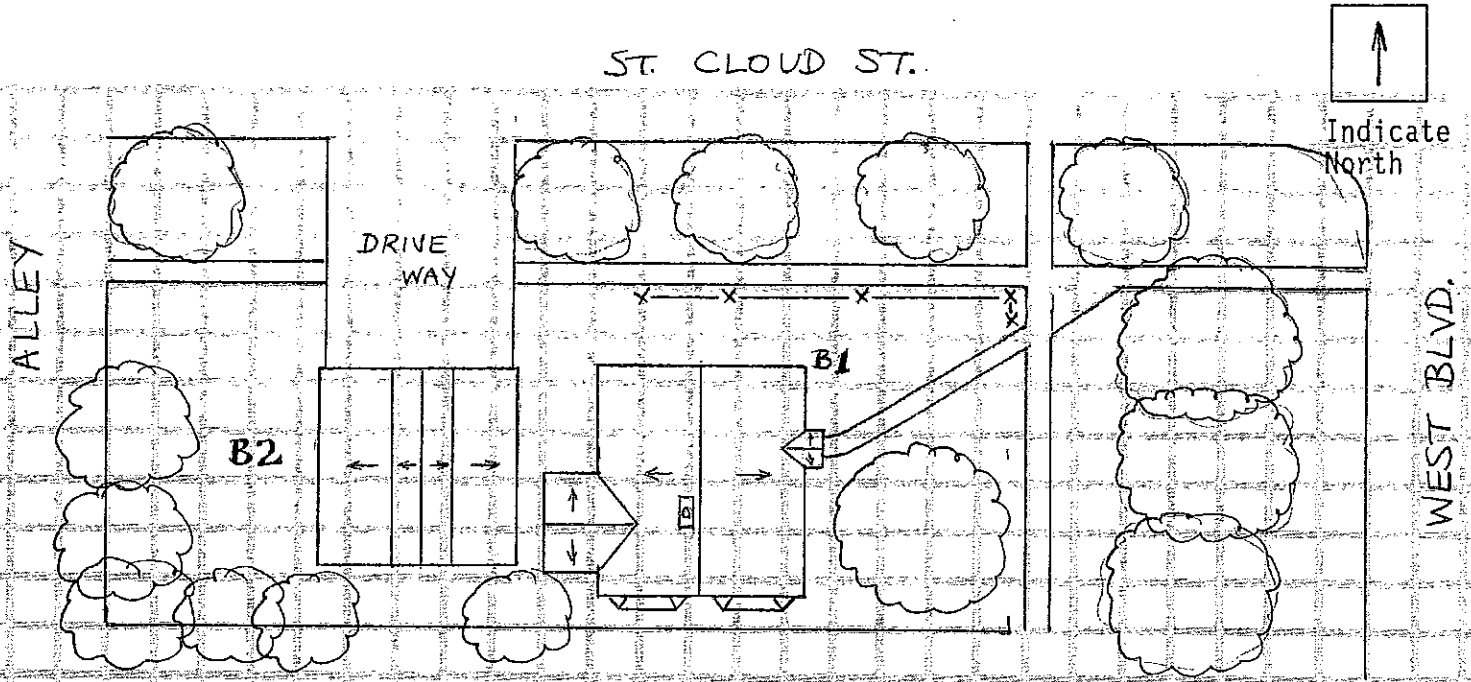 ST. CLOUD ST.
Indicate
North
DRIVE
WAY
ALLEY
B1
B2
WEST BLVD.